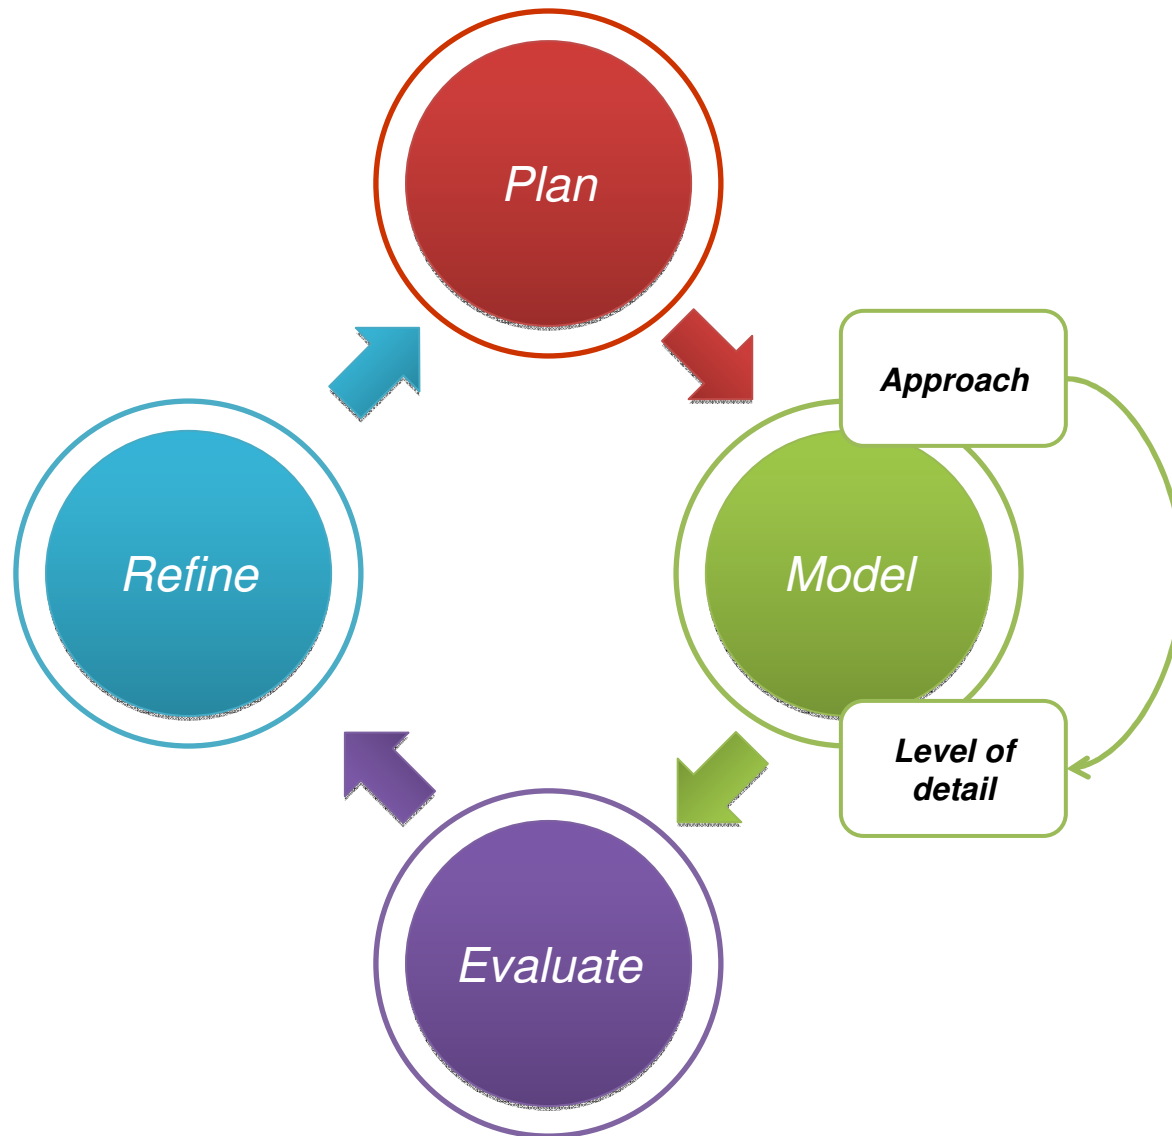 Plan
Approach
Refine
Model
Level of
detail
Evaluate